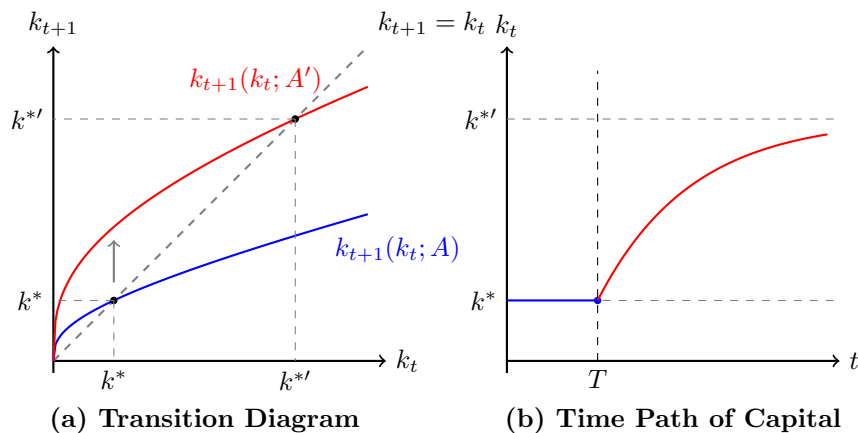 k_{t+1}
k_{t+1} = k_t
k_{t+1}(k_t; A')
k^{*'}
k_{t+1}(k_t; A)
k^*
k_t
k^*
k^{*'}
(a) Transition Diagram
k_t
k^{*'}
k^*
t
T
(b) Time Path of Capital